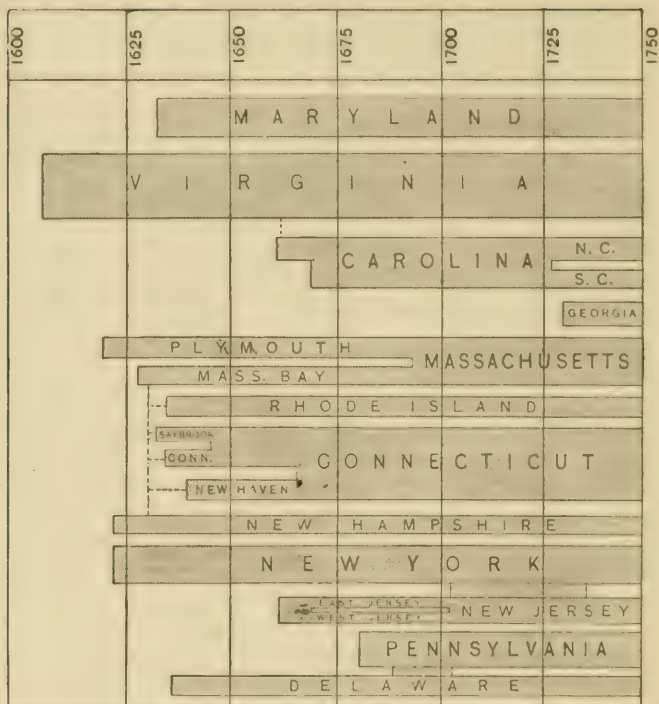 1600 1625 1650 1675 1700 1725 1750
MARYLAND
VIRGINIA
CAROLINA
N.C.
S.C.
GEORGIA
PLYMOUTH
MASSACHUSETTS
MASS. BAY
RHODE ISLAND
SAYBROOK
CONN.
CONNECTICUT
NEW HAVEN
NEW HAMPSHIRE
NEW YORK
EAST JERSEY
WEST JERSEY
NEW JERSEY
PENNSYLVANIA
DELAWARE